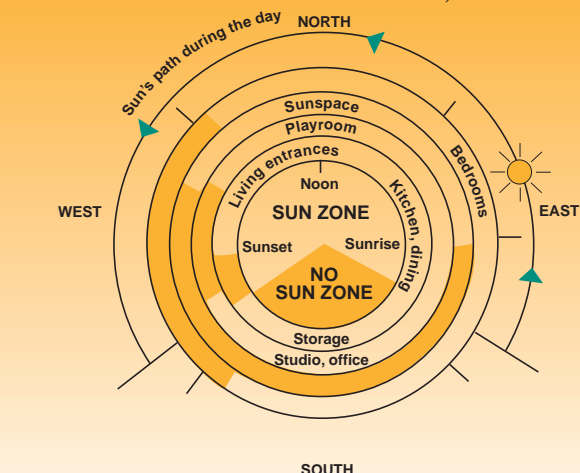 Sun's path during the day
NORTH
Sunspace
Playroom
Living entrances
Bedrooms
Kitchen, dining
Noon
SUN ZONE
WEST
EAST
Sunset
Sunrise
NO
SUN ZONE
Storage
Studio, office
SOUTH